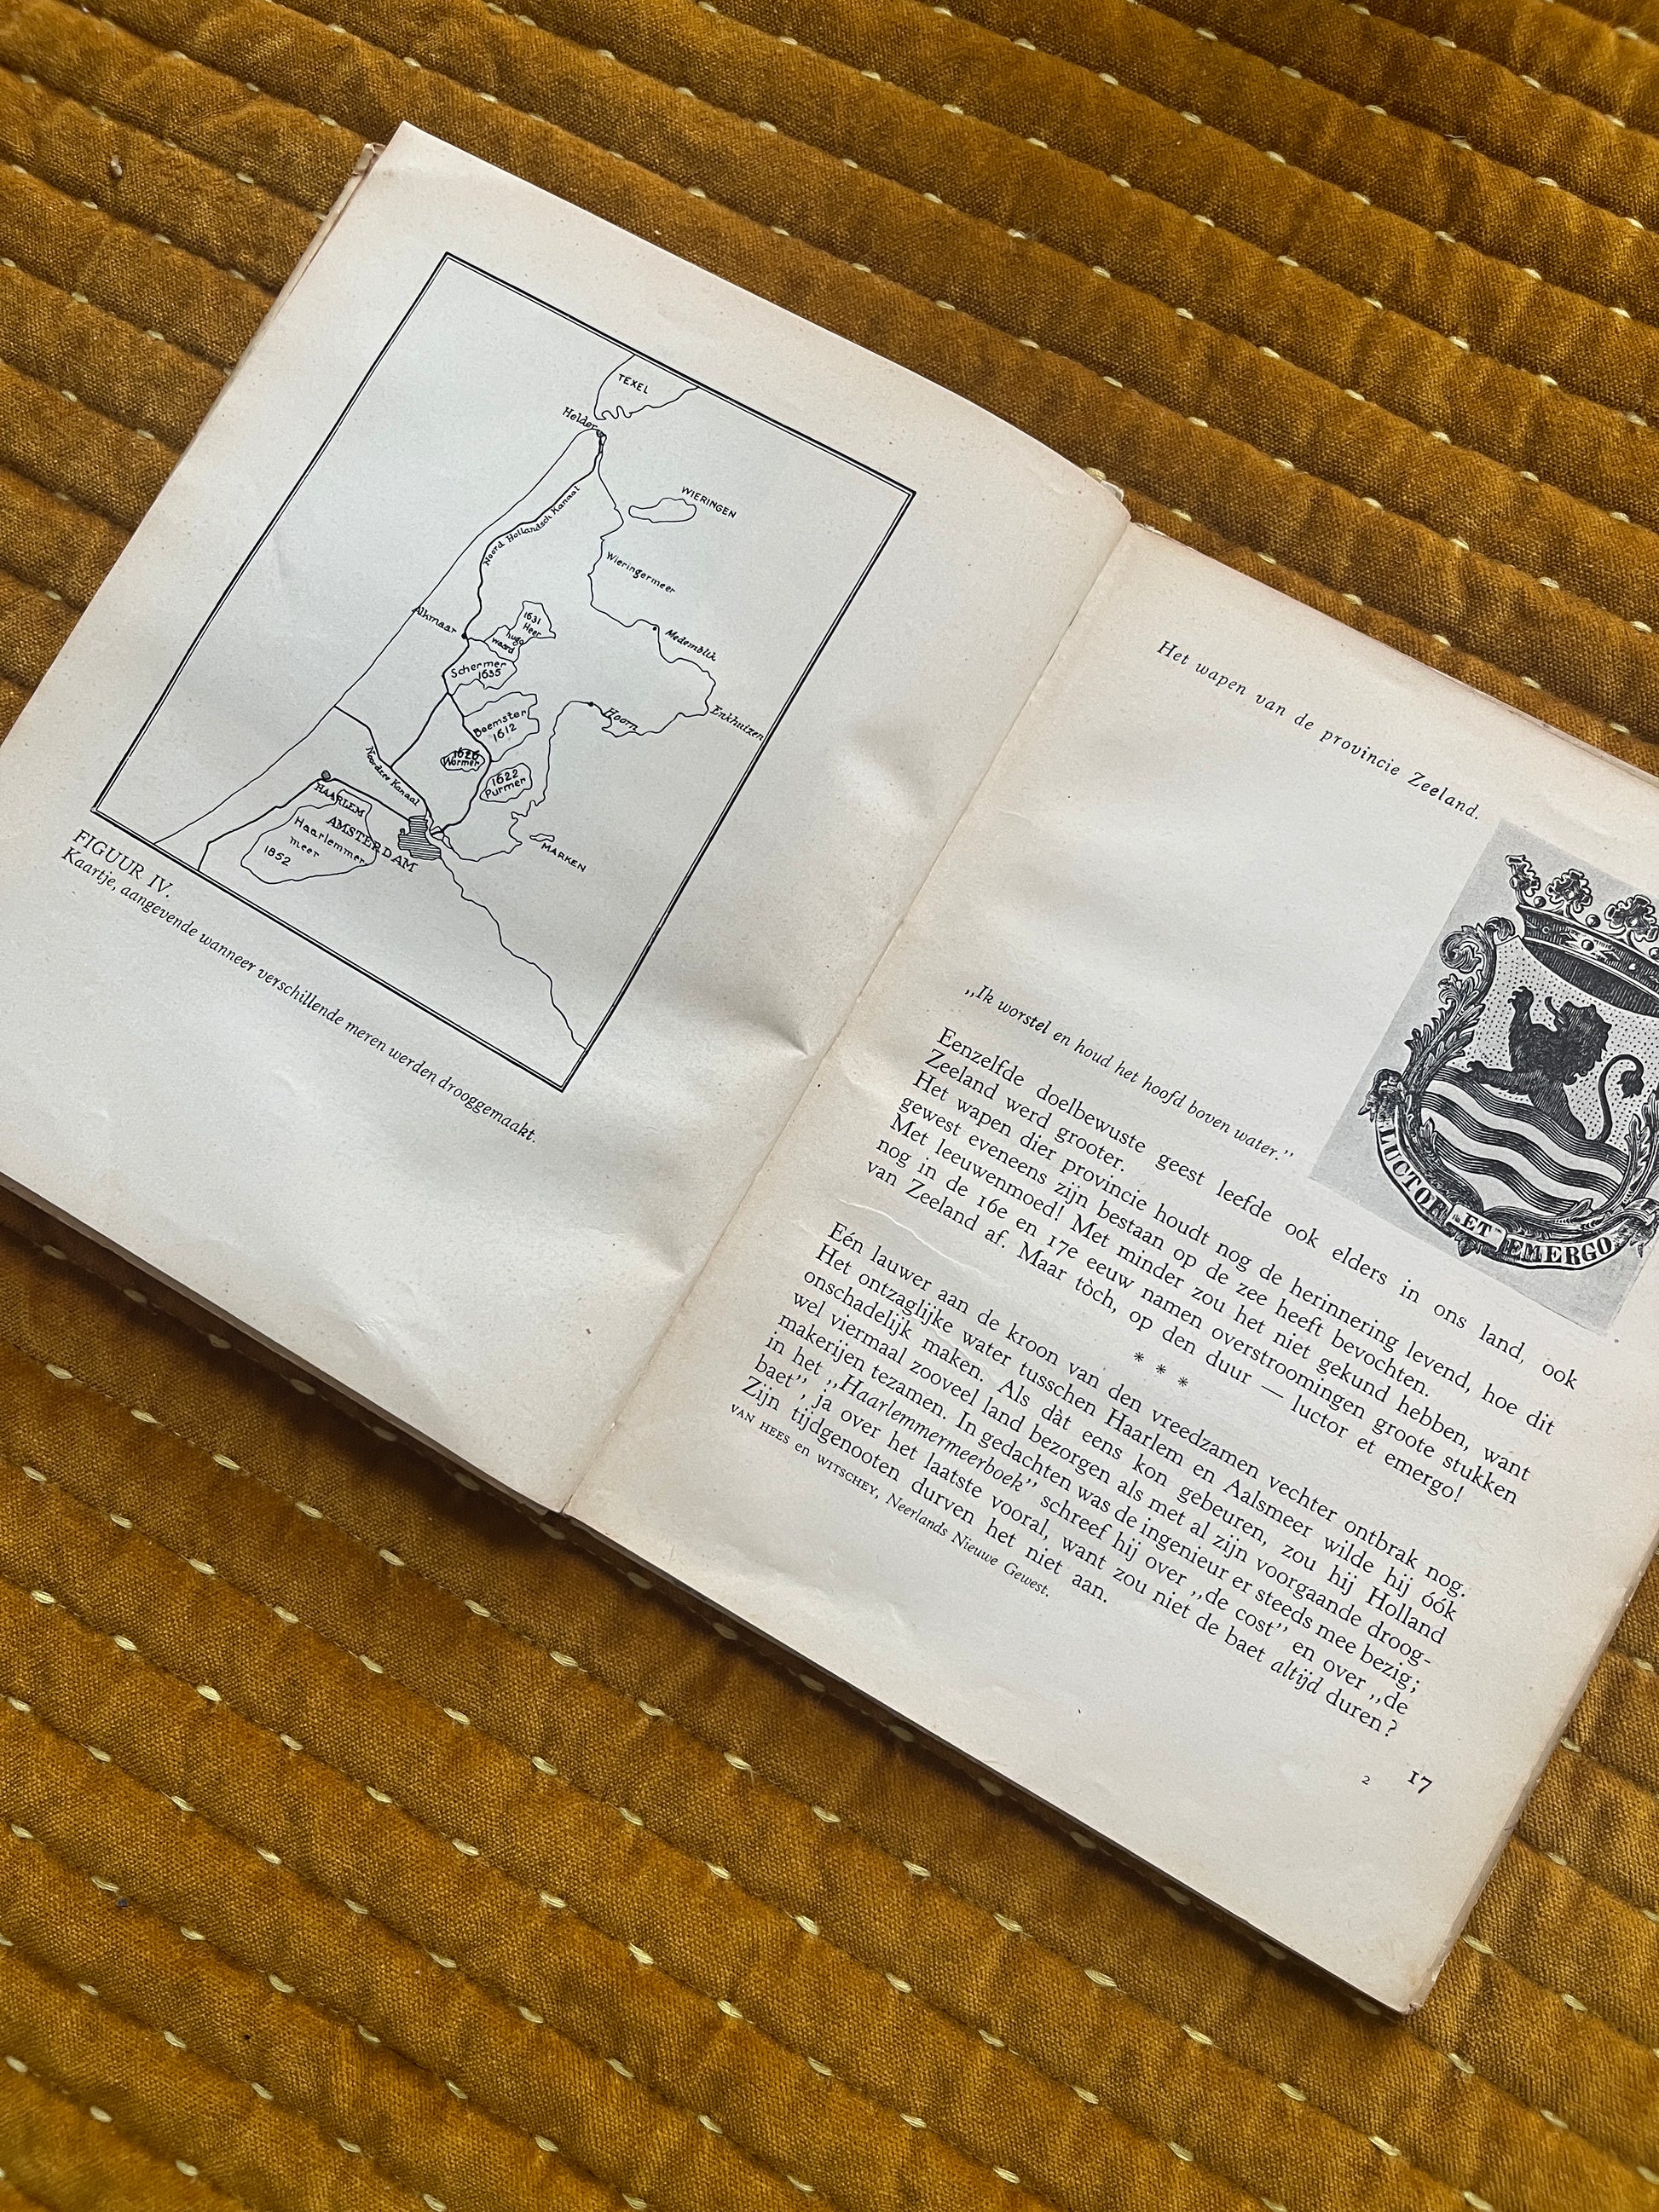 TEXEL
Helder
WIERINGEN
Noord Hollandsch Kanaal
Wieringermeer
Alkmaar
1631
Heer
hugo
waard
Medemblik
Schermer
1635
Enkhuizen
Hoorn
Beemster
1612
1626
Wormer
1622
Purmer
Noordzee Kanaal
HAARLEM
AMSTERDAM
Haarlemmer
meer
1852
MARKEN
FIGUUR IV.
Kaartje, aangevende wanneer verschillende meren werden drooggemaakt.
Het wapen van de provincie Zeeland.
LUCTOR ET EMERGO
„Ik worstel en houd het hoofd boven water.”
Eenzelfde doelbewuste geest leefde ook elders in ons land, ook
Zeeland werd grooter.
Het wapen dier provincie houdt nog de herinnering levend, hoe dit
gewest eveneens zijn bestaan op de zee heeft bevochten.
Met leeuwenmoed! Met minder zou het niet gekund hebben, want
nog in de 16e en 17e eeuw namen overstroomingen groote stukken
van Zeeland af. Maar tòch, op den duur — luctor et emergo!
* * *
Eén lauwer aan de kroon van den vreedzamen vechter ontbrak nog.
Het ontzaglijke water tusschen Haarlem en Aalsmeer wilde hij óók
onschadelijk maken. Als dàt eens kon gebeuren, zou hij Holland
wel viermaal zooveel land bezorgen als met al zijn voorgaande droog-
makerijen tezamen. In gedachten was de ingenieur er steeds mee bezig;
in het „Haarlemmermeerboek” schreef hij over „de cost” en over „de
baet”, ja over het laatste vooral, want zou niet de baet altijd duren?
Zijn tijdgenooten durven het niet aan.
VAN HEES en WITSCHEY, Neerlands Nieuwe Gewest.
2
17